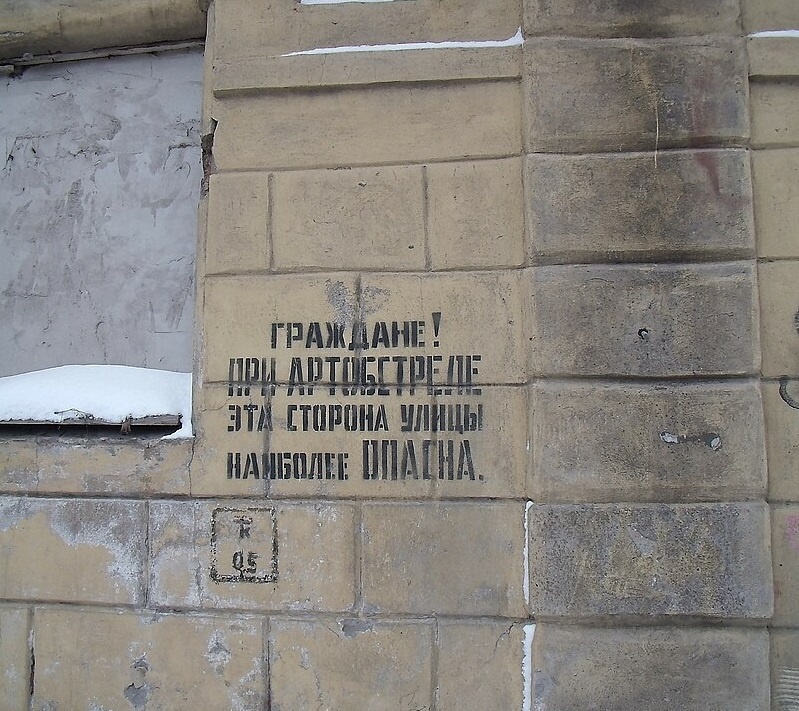 ГРАЖДАНЕ!
ПРИ АРТОБСТРЕЛЕ
ЭТА СТОРОНА УЛИЦЫ
НАИБОЛЕЕ ОПАСНА.
К
05